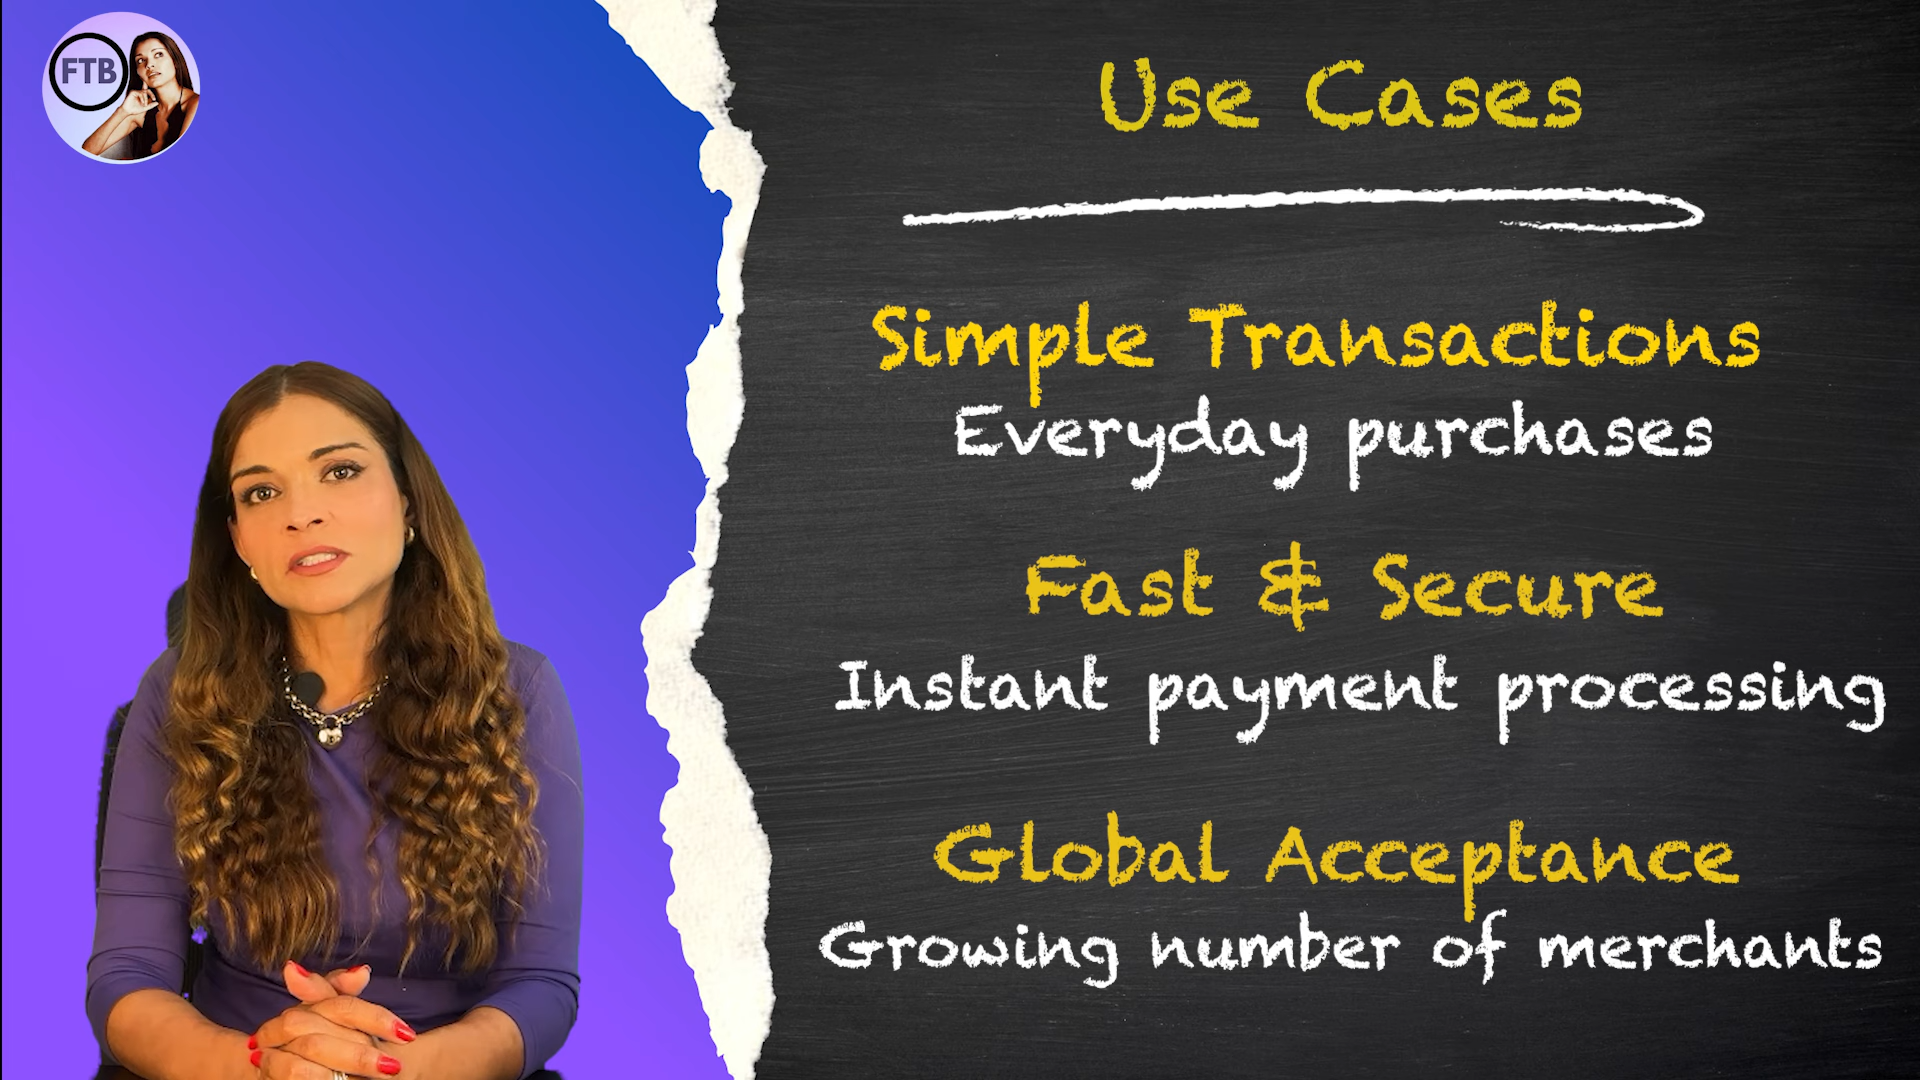 FTB
Use Cases
Simple Transactions
Everyday purchases
Fast & Secure
Instant payment processing
Global Acceptance
Growing number of merchants